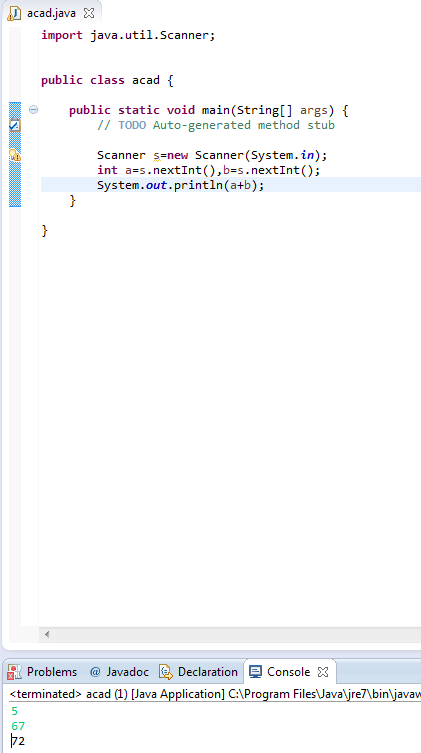 acad.java
import java.util.Scanner;
public class acad {
public static void main(String[] args) {
// TODO Auto-generated method stub
Scanner s=new Scanner(System.in);
int a=s.nextInt(),b=s.nextInt();
System.out.println(a+b);
}
}
Problems @ Javadoc Declaration Console
<terminated> acad (1) [Java Application] C:\Program Files\Java\jre7\bin\javaw
5
67
72